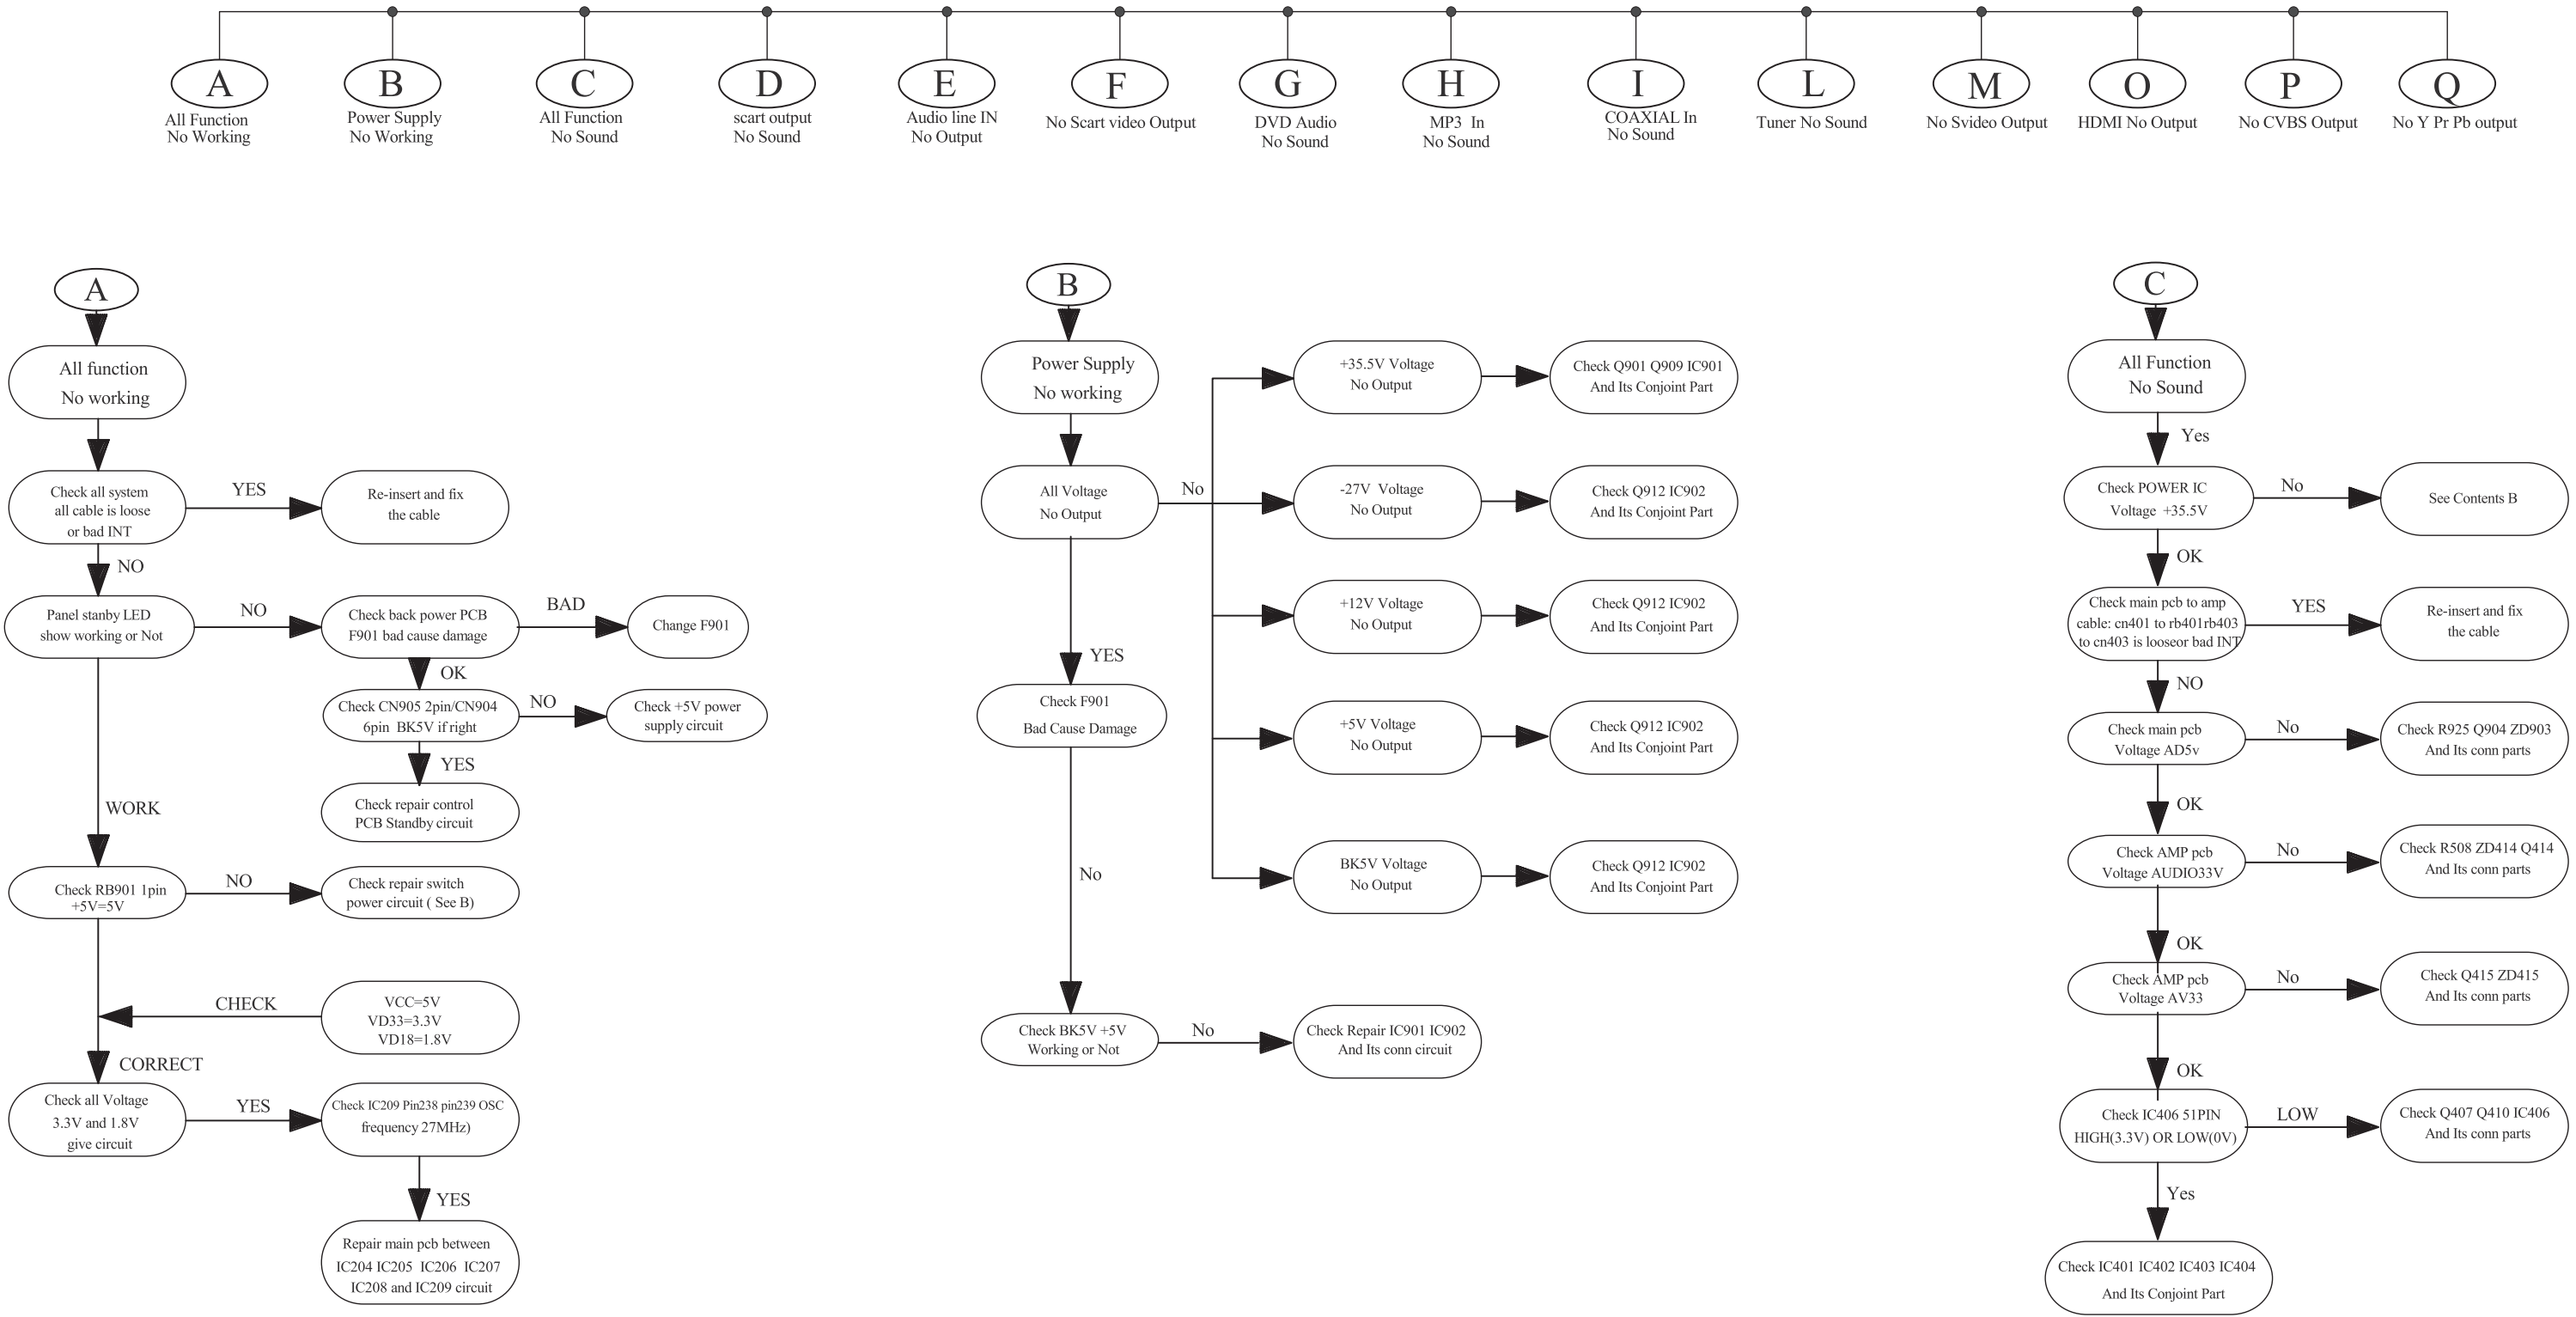 A
B
C
D
E
F
G
H
I
L
M
O
P
Q
All Function
No Working
Power Supply
No Working
All Function
No Sound
scart output
No Sound
Audio line IN
No Output
No Scart video Output
DVD Audio
No Sound
MP3 In
No Sound
COAXIAL In
No Sound
Tuner No Sound
No Svideo Output
HDMI No Output
No CVBS Output
No Y Pr Pb output
A
All function
No working
Check all system
all cable is loose
or bad INT
YES
Re-insert and fix
the cable
NO
Panel stanby LED
show working or Not
NO
Check back power PCB
F901 bad cause damage
BAD
Change F901
OK
Check CN905 2pin/CN904
6pin BK5V if right
NO
Check +5V power
supply circuit
YES
Check repair control
PCB Standby circuit
WORK
Check RB901 1pin
+5V=5V
NO
Check repair switch
power circuit ( See B)
CHECK
VCC=5V
VD33=3.3V
VD18=1.8V
CORRECT
Check all Voltage
3.3V and 1.8V
give circuit
YES
Check IC209 Pin238 pin239 OSC
frequency 27MHz)
YES
Repair main pcb between
IC204 IC205 IC206 IC207
IC208 and IC209 circuit
B
Power Supply
No working
All Voltage
No Output
No
+35.5V Voltage
No Output
Check Q901 Q909 IC901
And Its Conjoint Part
-27V Voltage
No Output
Check Q912 IC902
And Its Conjoint Part
+12V Voltage
No Output
Check Q912 IC902
And Its Conjoint Part
+5V Voltage
No Output
Check Q912 IC902
And Its Conjoint Part
BK5V Voltage
No Output
Check Q912 IC902
And Its Conjoint Part
YES
Check F901
Bad Cause Damage
No
Check BK5V +5V
Working or Not
No
Check Repair IC901 IC902
And Its conn circuit
C
All Function
No Sound
Yes
Check POWER IC
Voltage +35.5V
No
See Contents B
OK
Check main pcb to amp
cable: cn401 to rb401rb403
to cn403 is looseor bad INT
YES
Re-insert and fix
the cable
NO
Check main pcb
Voltage AD5v
No
Check R925 Q904 ZD903
And Its conn parts
OK
Check AMP pcb
Voltage AUDIO33V
No
Check R508 ZD414 Q414
And Its conn parts
OK
Check AMP pcb
Voltage AV33
No
Check Q415 ZD415
And Its conn parts
OK
Check IC406 51PIN
HIGH(3.3V) OR LOW(0V)
LOW
Check Q407 Q410 IC406
And Its conn parts
Yes
Check IC401 IC402 IC403 IC404
And Its Conjoint Part